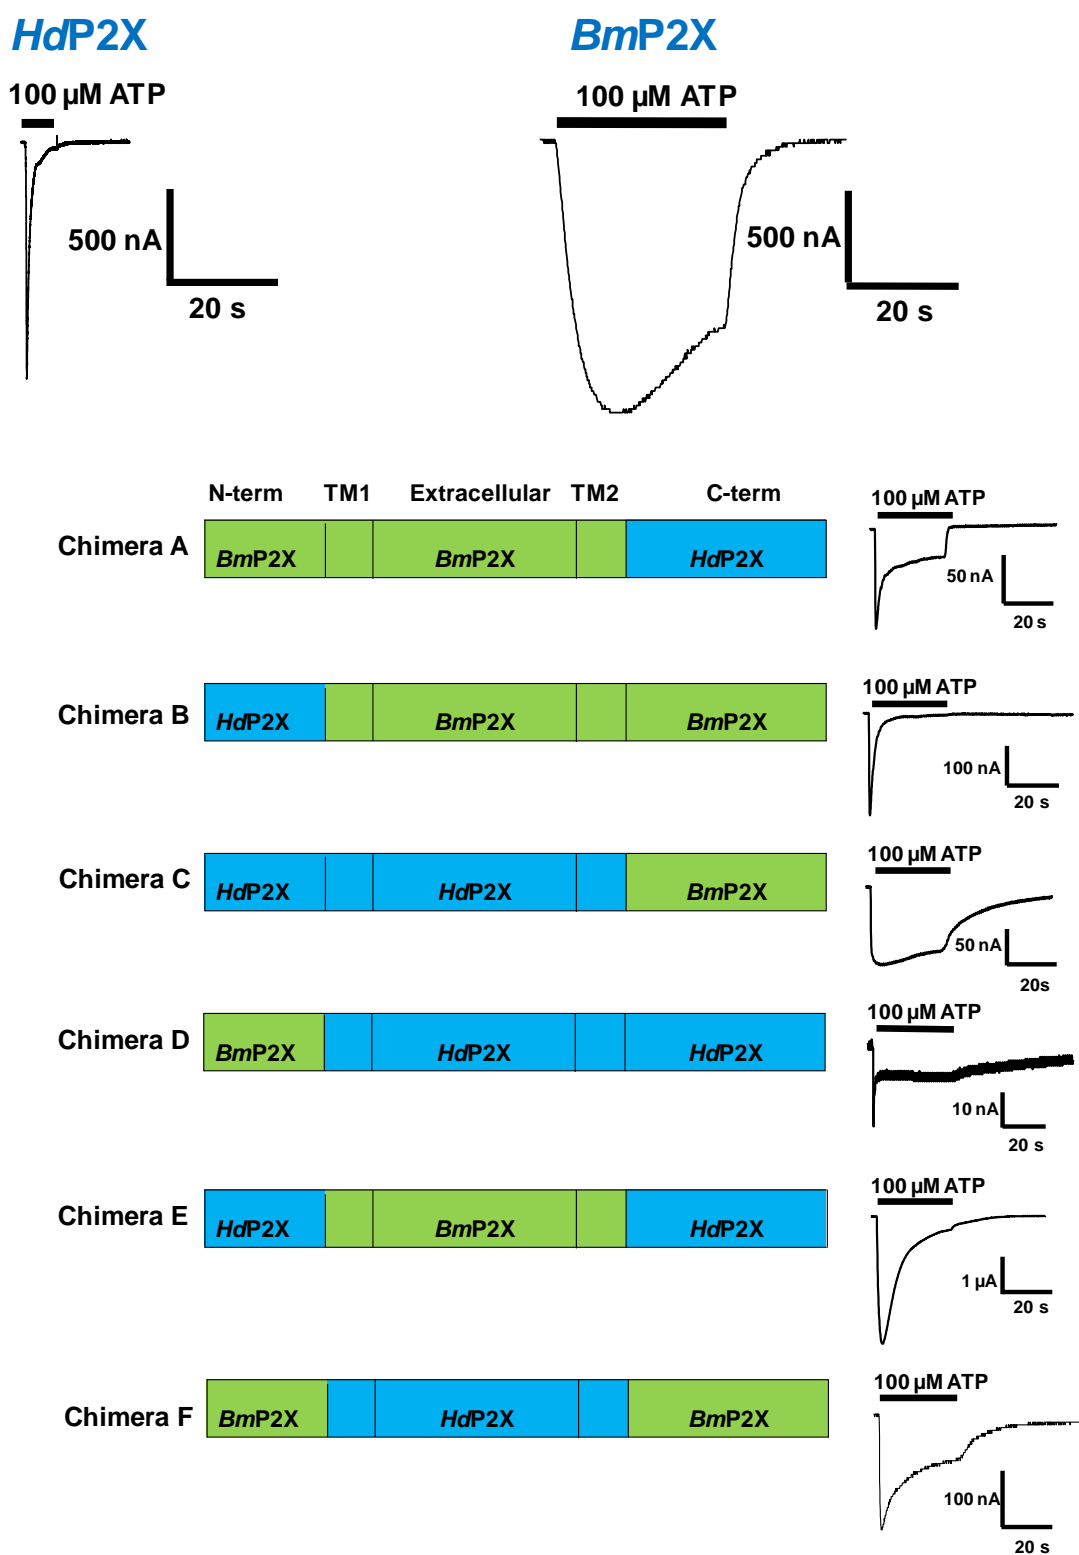 HdP2X BmP2X
100 µM ATP 100 µM ATP
500 nA 500 nA
20 s 20 s
N-term TM1 Extracellular TM2 C-term
100 µM ATP
Chimera A BmP2X BmP2X HdP2X
50 nA
20 s
100 µM ATP
Chimera B HdP2X BmP2X BmP2X
100 nA
20 s
100 µM ATP
Chimera C HdP2X HdP2X BmP2X
50 nA
20s
100 µM ATP
Chimera D BmP2X HdP2X HdP2X
10 nA
20 s
100 µM ATP
Chimera E HdP2X BmP2X HdP2X
1 µA
20 s
100 µM ATP
Chimera F BmP2X HdP2X BmP2X
100 nA
20 s